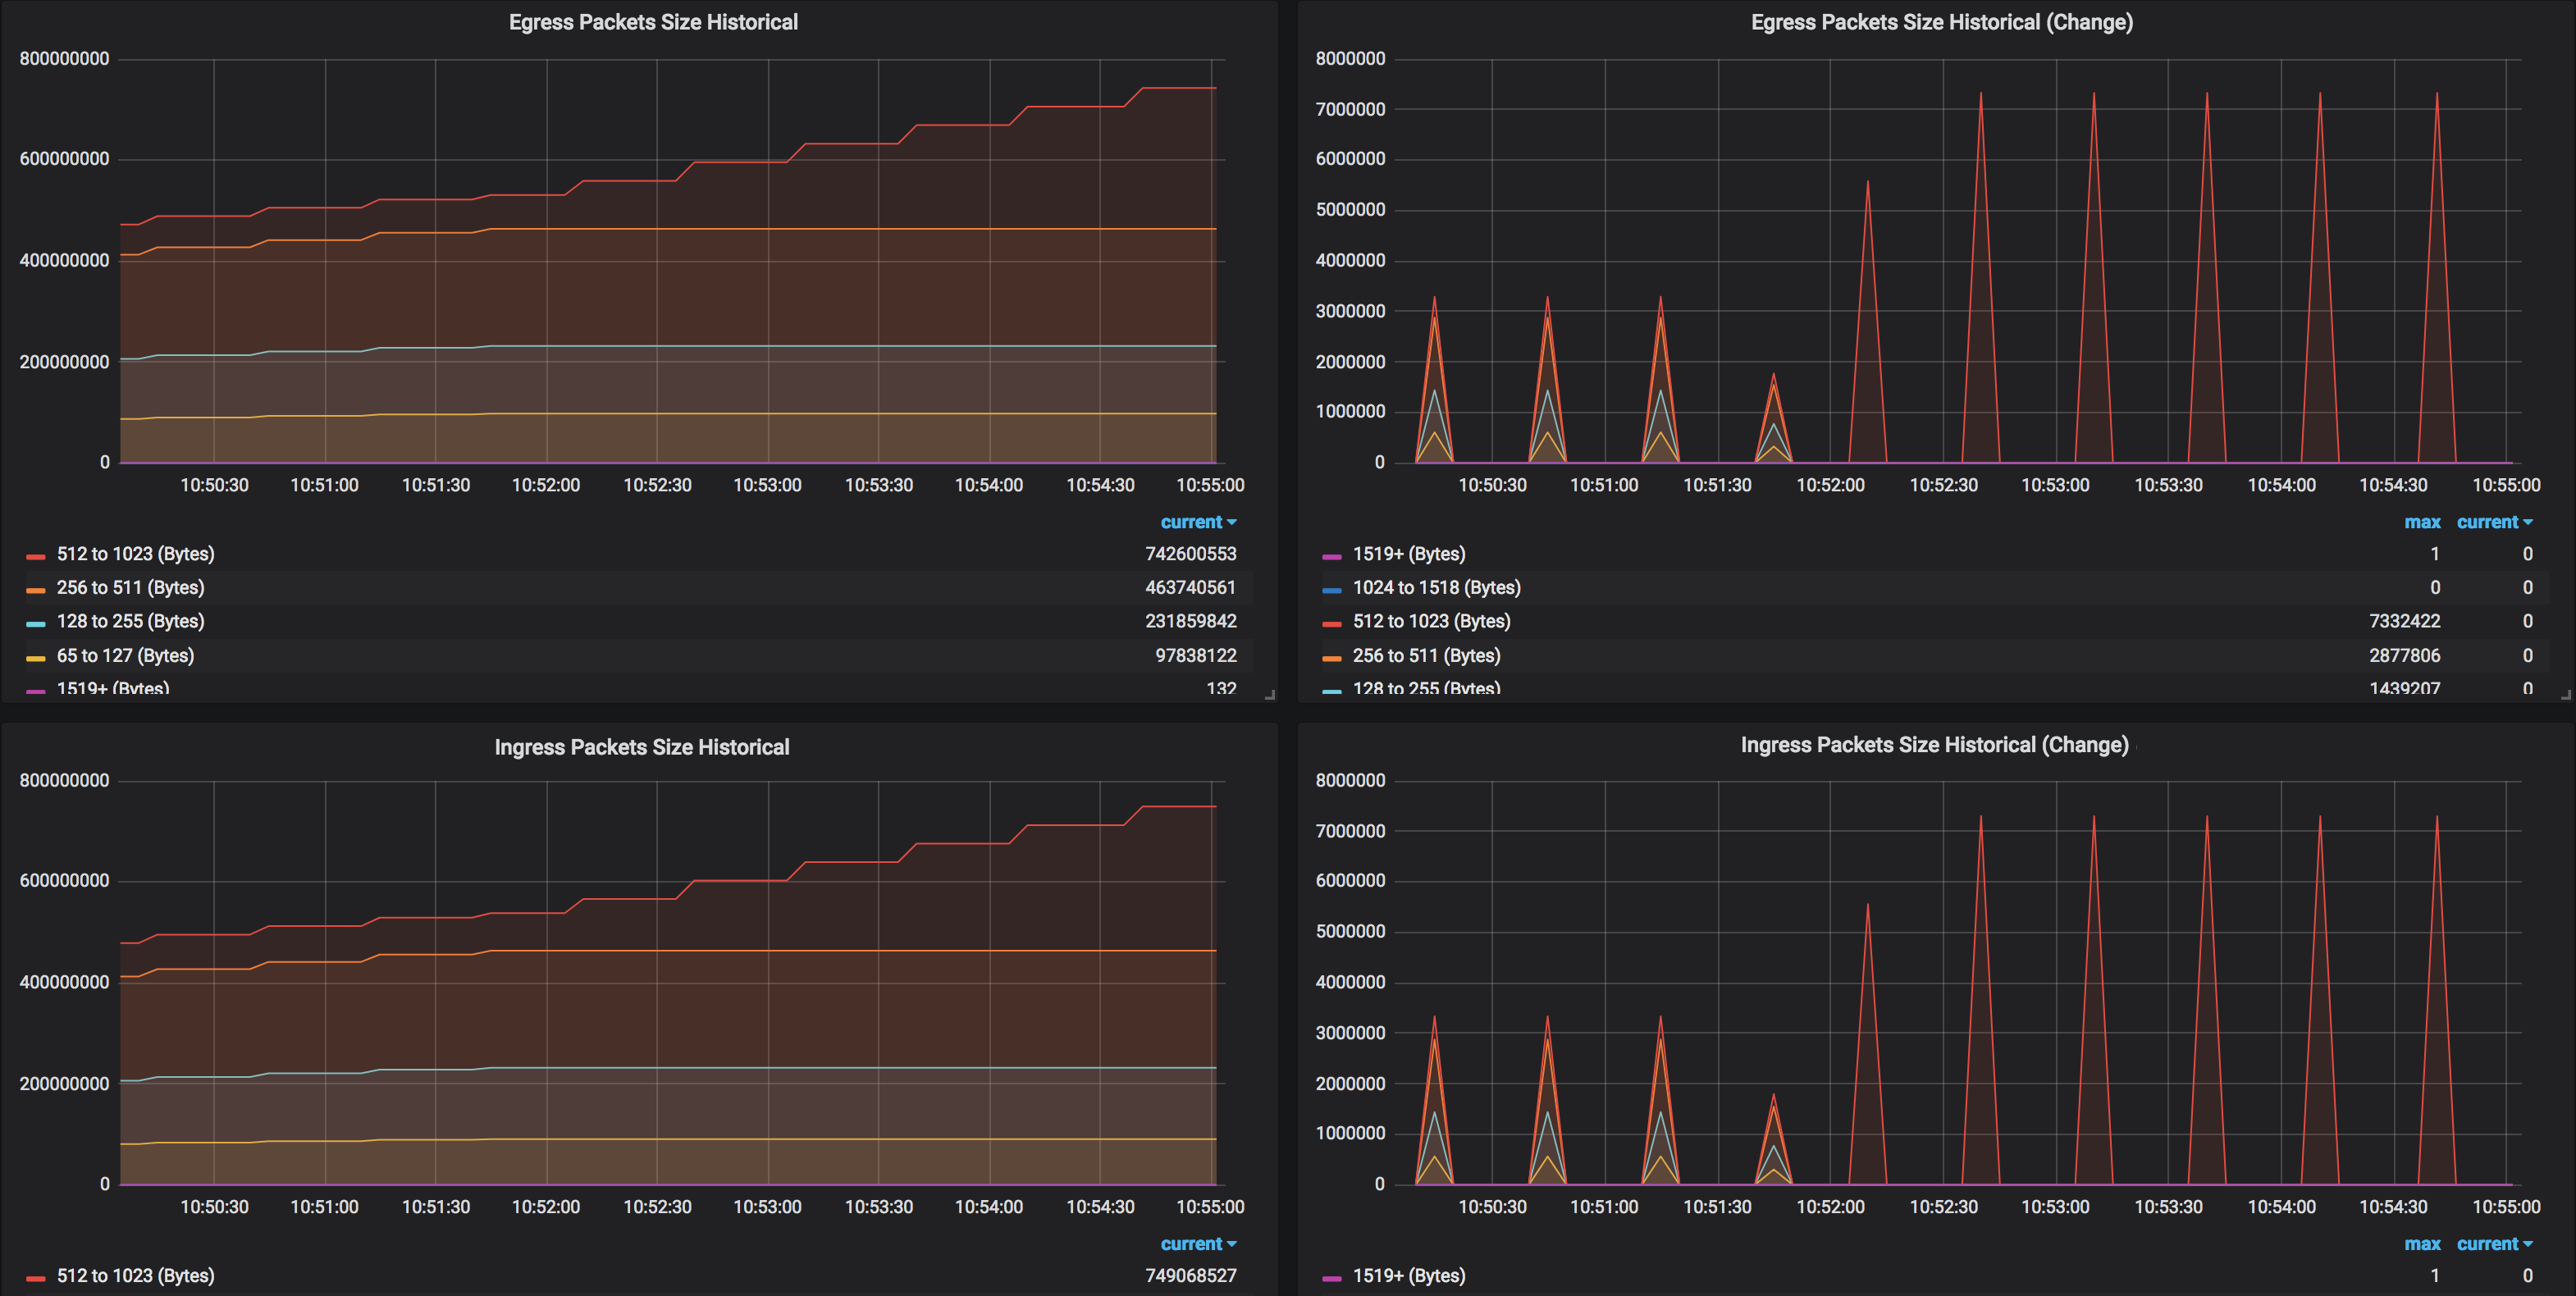 Egress Packets Size Historical
800000000
600000000
400000000
200000000
0
10:50:30 10:51:00 10:51:30 10:52:00 10:52:30 10:53:00 10:53:30 10:54:00 10:54:30 10:55:00
current
512 to 1023 (Bytes) 742600553
256 to 511 (Bytes) 463740561
128 to 255 (Bytes) 231859842
65 to 127 (Bytes) 97838122
1519+ (Bytes) 132
Egress Packets Size Historical (Change)
8000000
7000000
6000000
5000000
4000000
3000000
2000000
1000000
0
10:50:30 10:51:00 10:51:30 10:52:00 10:52:30 10:53:00 10:53:30 10:54:00 10:54:30 10:55:00
max current
1519+ (Bytes) 1 0
1024 to 1518 (Bytes) 0 0
512 to 1023 (Bytes) 7332422 0
256 to 511 (Bytes) 2877806 0
128 to 255 (Bytes) 1439207 0
Ingress Packets Size Historical
800000000
600000000
400000000
200000000
0
10:50:30 10:51:00 10:51:30 10:52:00 10:52:30 10:53:00 10:53:30 10:54:00 10:54:30 10:55:00
current
512 to 1023 (Bytes) 749068527
Ingress Packets Size Historical (Change)
8000000
7000000
6000000
5000000
4000000
3000000
2000000
1000000
0
10:50:30 10:51:00 10:51:30 10:52:00 10:52:30 10:53:00 10:53:30 10:54:00 10:54:30 10:55:00
max current
1519+ (Bytes) 1 0